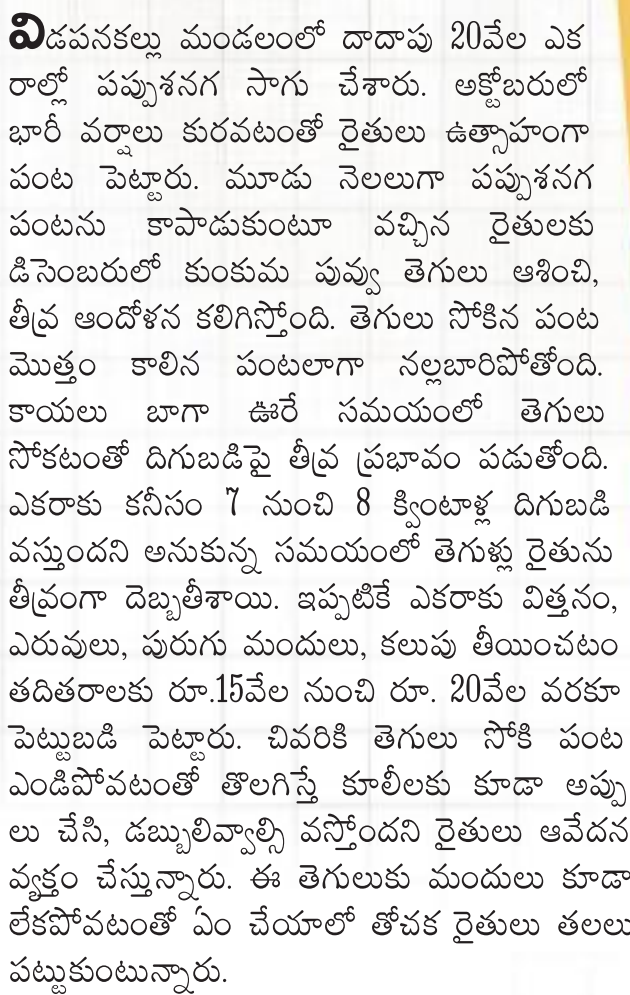 విడపనకల్లు మండలంలో దాదాపు 20వేల ఎక
రాల్లో పప్పుశనగ సాగు చేశారు. అక్టోబరులో
భారీ వర్షాలు కురవటంతో రైతులు ఉత్సాహంగా
పంట పెట్టారు. మూడు నెలలుగా పప్పుశనగ
పంటను కాపాడుకుంటూ వచ్చిన రైతులకు
డిసెంబరులో కుంకుమ పువ్వు తెగులు ఆశించి,
తీవ్ర ఆందోళన కలిగిస్తోంది. తెగులు సోకిన పంట
మొత్తం కాలిన పంటలాగా నల్లబారిపోతోంది.
కాయలు బాగా ఊరే సమయంలో తెగులు
సోకటంతో దిగుబడిపై తీవ్ర ప్రభావం పడుతోంది.
ఎకరాకు కనీసం 7 నుంచి 8 క్వింటాళ్ల దిగుబడి
వస్తుందని అనుకున్న సమయంలో తెగుళ్లు రైతును
తీవ్రంగా దెబ్బతీశాయి. ఇప్పటికే ఎకరాకు విత్తనం,
ఎరువులు, పురుగు మందులు, కలుపు తీయించటం
తదితరాలకు రూ.15వేల నుంచి రూ. 20వేల వరకూ
పెట్టుబడి పెట్టారు. చివరికి తెగులు సోకి పంట
ఎండిపోవటంతో తొలగిస్తే కూలీలకు కూడా అప్పు
లు చేసి, డబ్బులివ్వాల్సి వస్తోందని రైతులు ఆవేదన
వ్యక్తం చేస్తున్నారు. ఈ తెగులుకు మందులు కూడా
లేకపోవటంతో ఏం చేయాలో తోచక రైతులు తలలు
పట్టుకుంటున్నారు.